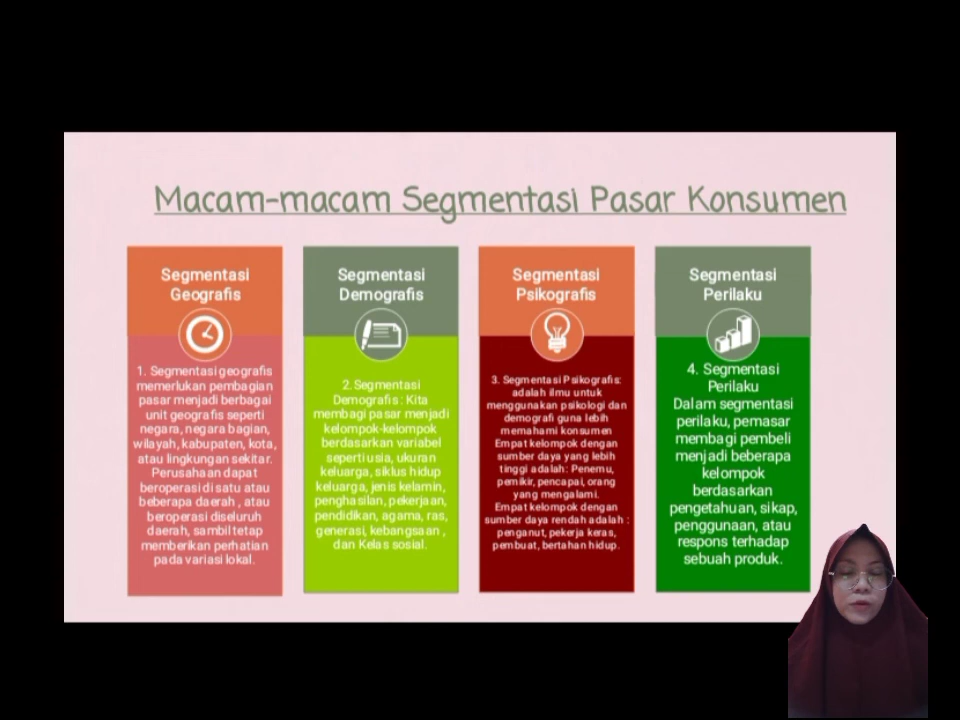 Macam-macam Segmentasi Pasar Konsumen
Segmentasi
Geografis
1. Segmentasi geografis
memerlukan pembagian
pasar menjadi berbagai
unit geografis seperti
negara, negara bagian,
wilayah, kabupaten, kota,
atau lingkungan sekitar.
Perusahaan dapat
beroperasi di satu atau
beberapa daerah , atau
beroperasi diseluruh
daerah, sambil tetap
memberikan perhatian
pada variasi lokal.
Segmentasi
Demografis
2. Segmentasi
Demografis : Kita
membagi pasar menjadi
kelompok-kelompok
berdasarkan variabel
seperti usia, ukuran
keluarga, siklus hidup
keluarga, jenis kelamin,
penghasilan, pekerjaan,
pendidikan, agama, ras,
generasi, kebangsaan ,
dan Kelas sosial.
Segmentasi
Psikografis
3. Segmentasi Psikografis:
adalah ilmu untuk
menggunakan psikologi dan
demografi guna lebih
memahami konsumen
Empat kelompok dengan
sumber daya yang lebih
tinggi adalah: Penemu,
pemikir, pencapai, orang
yang mengalami.
Empat kelompok dengan
sumber daya rendah adalah :
penganut, pekerja keras,
pembuat, bertahan hidup.
Segmentasi
Perilaku
4. Segmentasi
Perilaku
Dalam segmentasi
perilaku, pemasar
membagi pembeli
menjadi beberapa
kelompok
berdasarkan
pengetahuan, sikap,
penggunaan, atau
respons terhadap
sebuah produk.